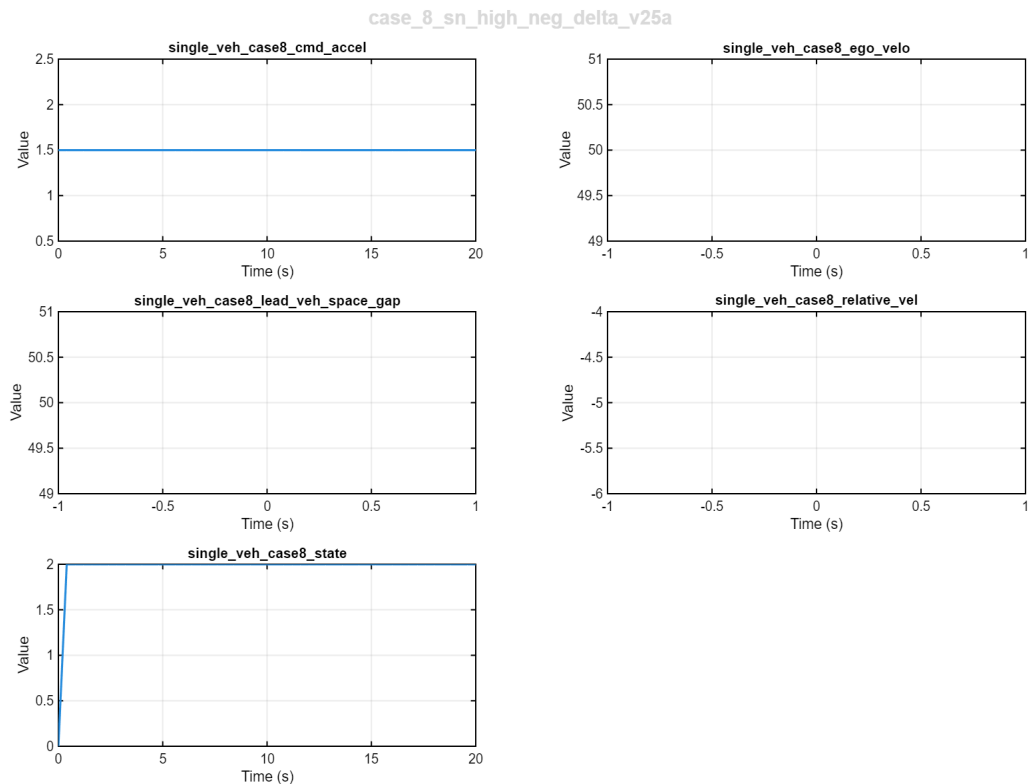 case_8_sn_high_neg_delta_v25a
single_veh_case8_cmd_accel
2.5
2
1.5
1
0.5
Value
0 5 10 15 20
Time (s)
single_veh_case8_ego_velo
51
50.5
50
49.5
49
Value
-1 -0.5 0 0.5 1
Time (s)
single_veh_case8_lead_veh_space_gap
51
50.5
50
49.5
49
Value
-1 -0.5 0 0.5 1
Time (s)
single_veh_case8_relative_vel
-4
-4.5
-5
-5.5
-6
Value
-1 -0.5 0 0.5 1
Time (s)
single_veh_case8_state
2
1.5
1
0.5
0
Value
0 5 10 15 20
Time (s)